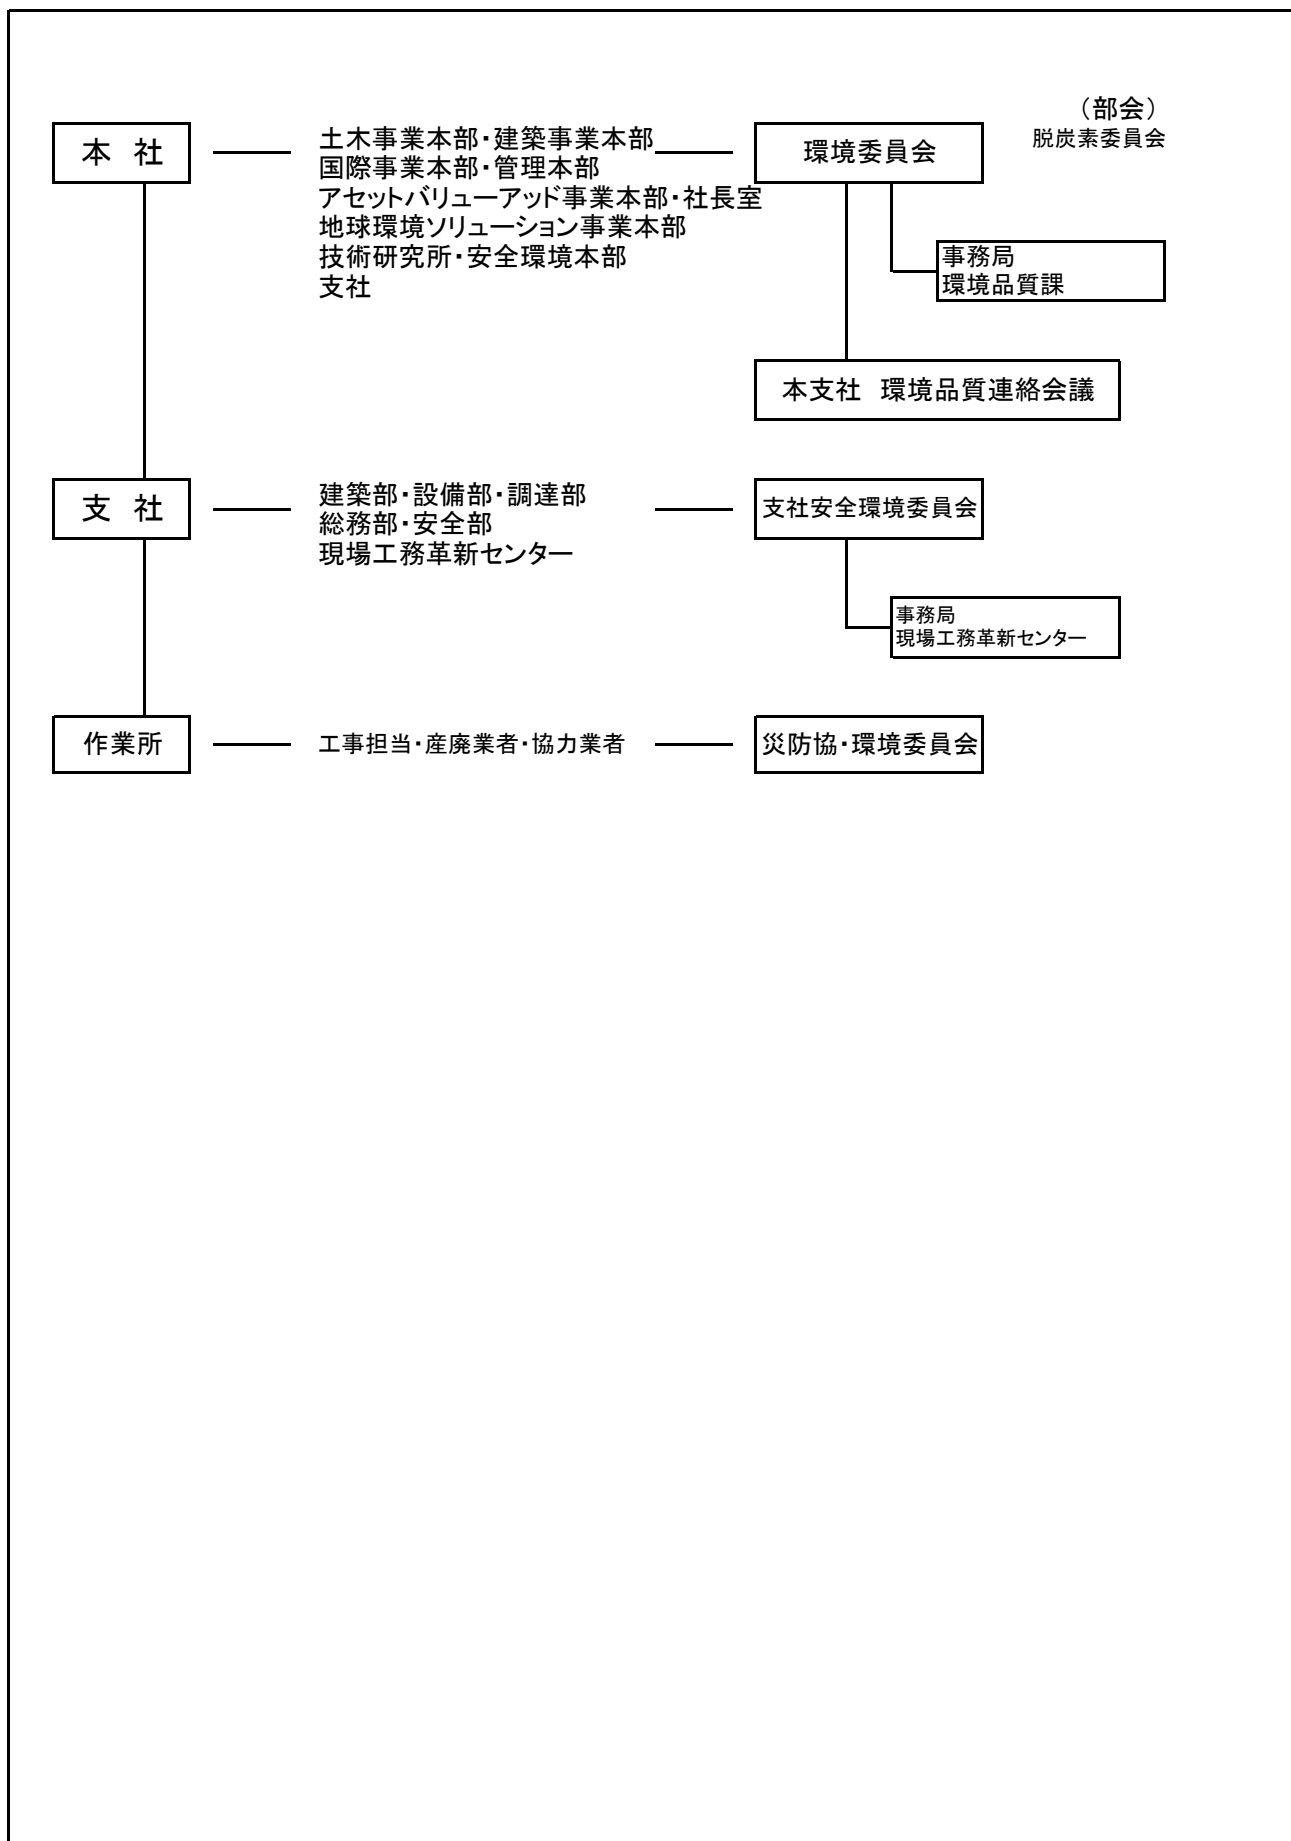 (部会)
脱炭素委員会
本 社
土木事業本部・建築事業本部
国際事業本部・管理本部
アセットバリューアッド事業本部・社長室
地球環境ソリューション事業本部
技術研究所・安全環境本部
支社
環境委員会
事務局
環境品質課
本支社 環境品質連絡会議
支 社
建築部・設備部・調達部
総務部・安全部
現場工務革新センター
支社安全環境委員会
事務局
現場工務革新センター
作業所
工事担当・産廃業者・協力業者
災防協・環境委員会